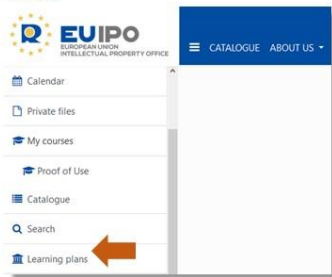 EUIPO
EUROPEAN UNION
INTELLECTUAL PROPERTY OFFICE
CATALOGUE ABOUT US
Calendar
Private files
My courses
Proof of Use
Catalogue
Search
Learning plans